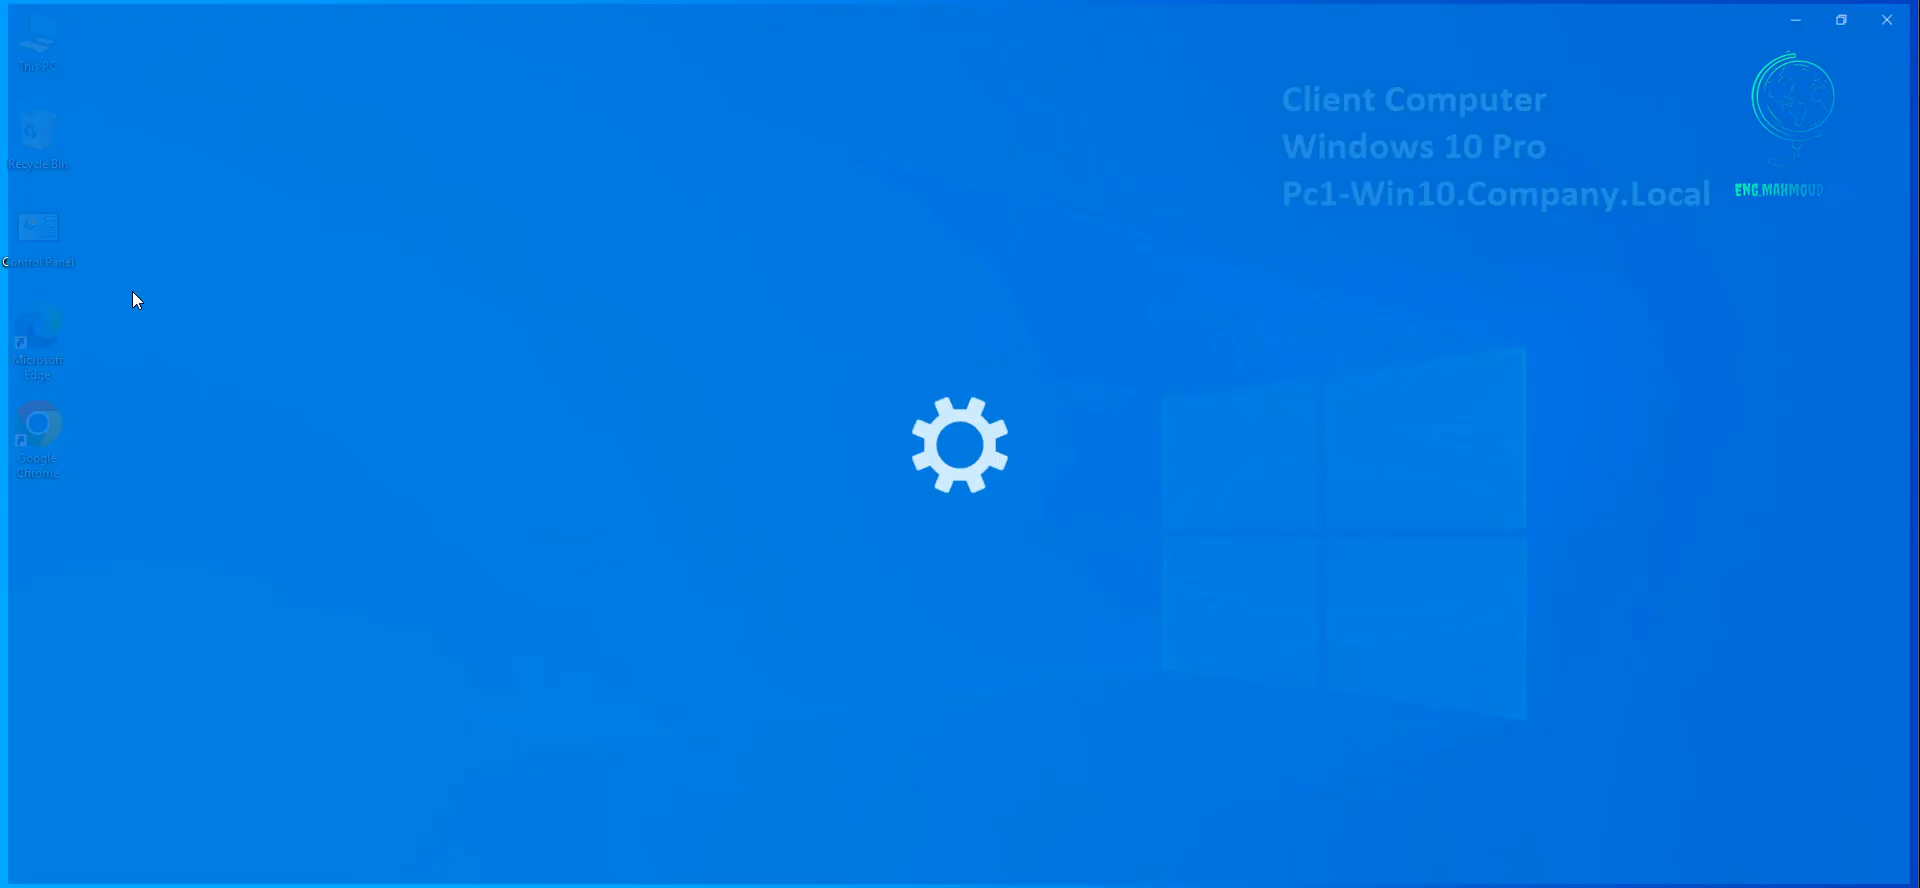 This PC
Recycle Bin
Control Panel
Microsoft
Edge
Google
Chrome
Client Computer
Windows 10 Pro
Pc1-Win10.Company.Local
ENG.MAHMOUD